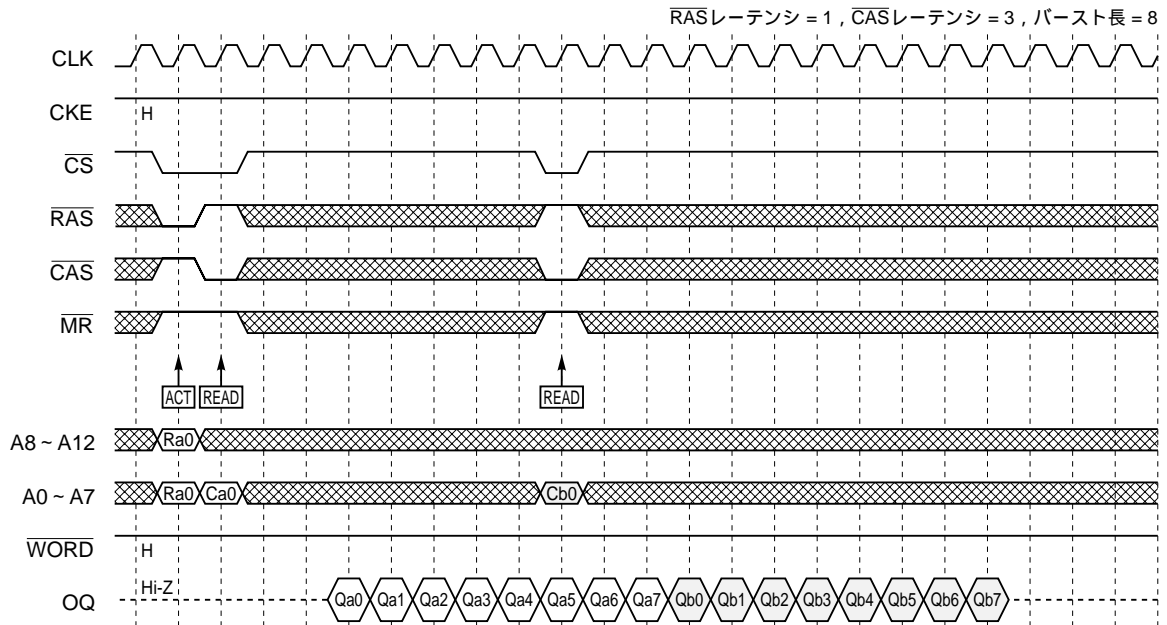 RASレーテンシ = 1 , CASレーテンシ = 3 , バースト長 = 8
CLK
CKE H
CS
RAS
CAS
MR
ACT READ READ
A8 ~ A12 Ra0
A0 ~ A7 Ra0 Ca0 Cb0
WORD H
OQ Hi-Z Qa0 Qa1 Qa2 Qa3 Qa4 Qa5 Qa6 Qa7 Qb0 Qb1 Qb2 Qb3 Qb4 Qb5 Qb6 Qb7